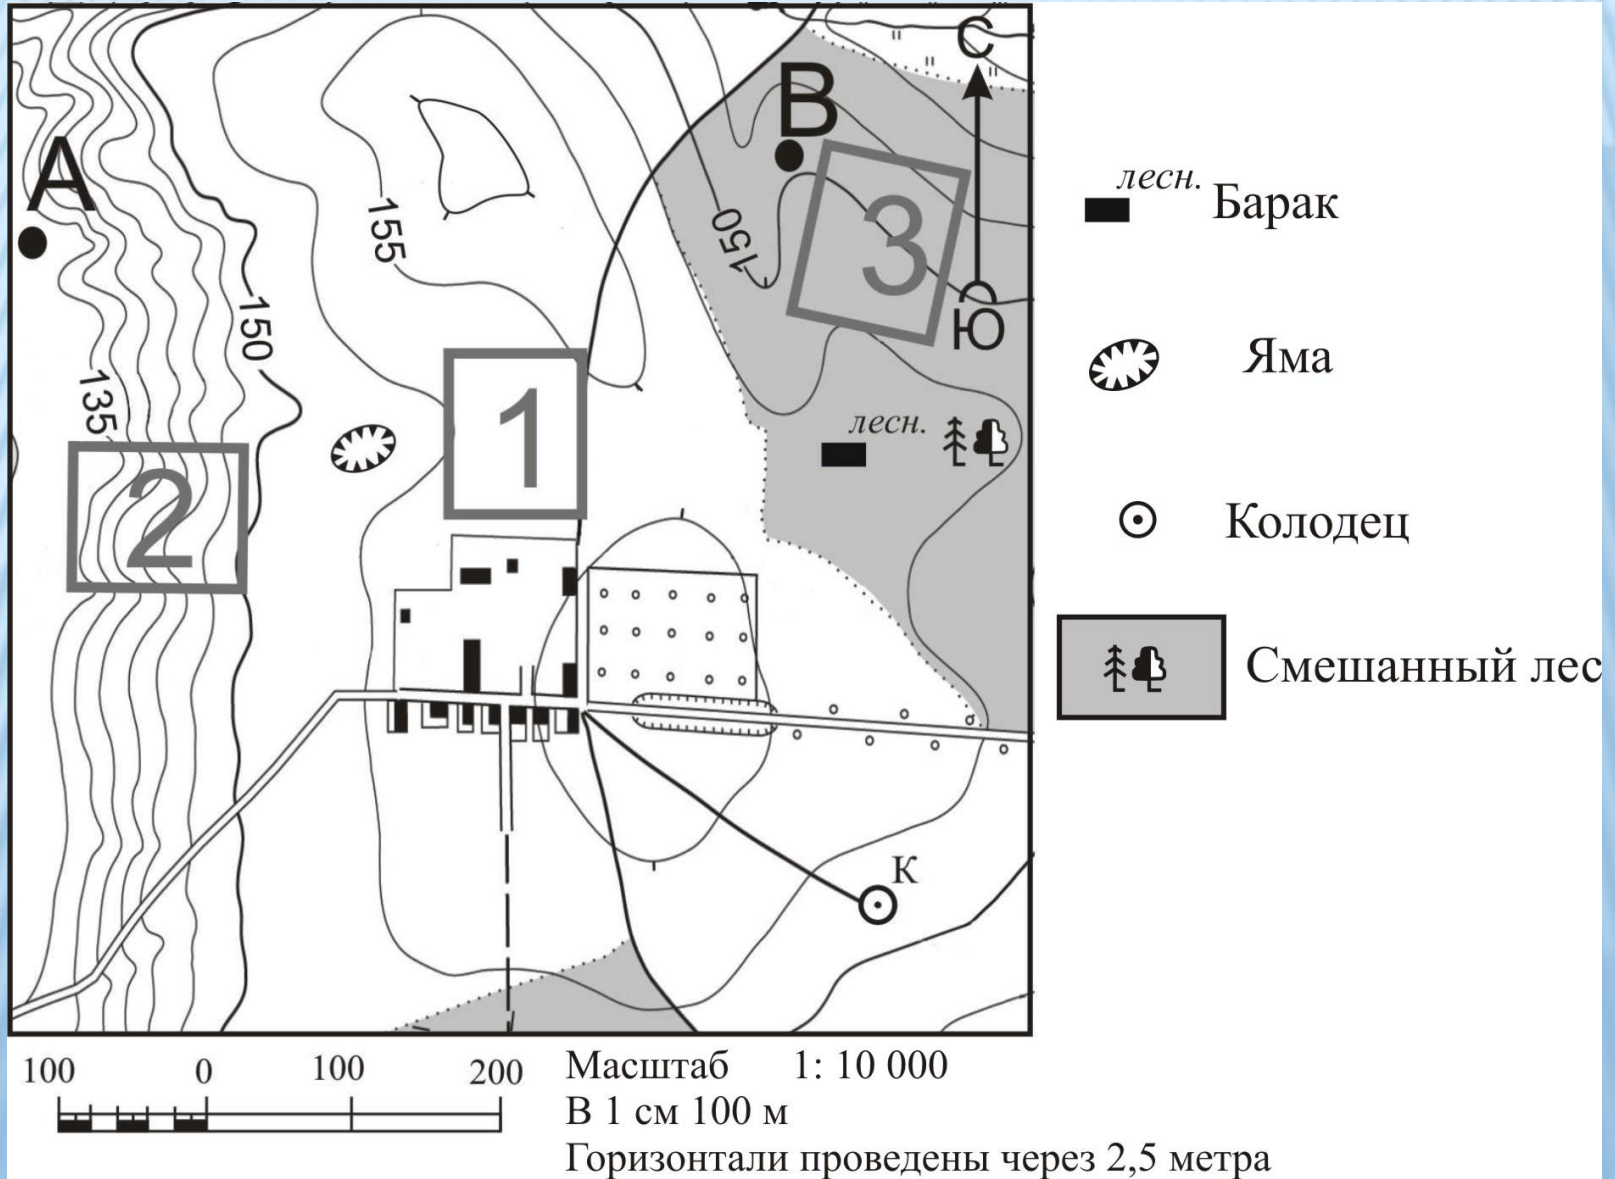 С
А
В
155
150
3
Ю
150
135
1
2
лесн.
К
лесн.
Барак
Яма
Колодец
Смешанный лес
100 0 100 200
Масштаб 1: 10 000
В 1 см 100 м
Горизонтали проведены через 2,5 метра